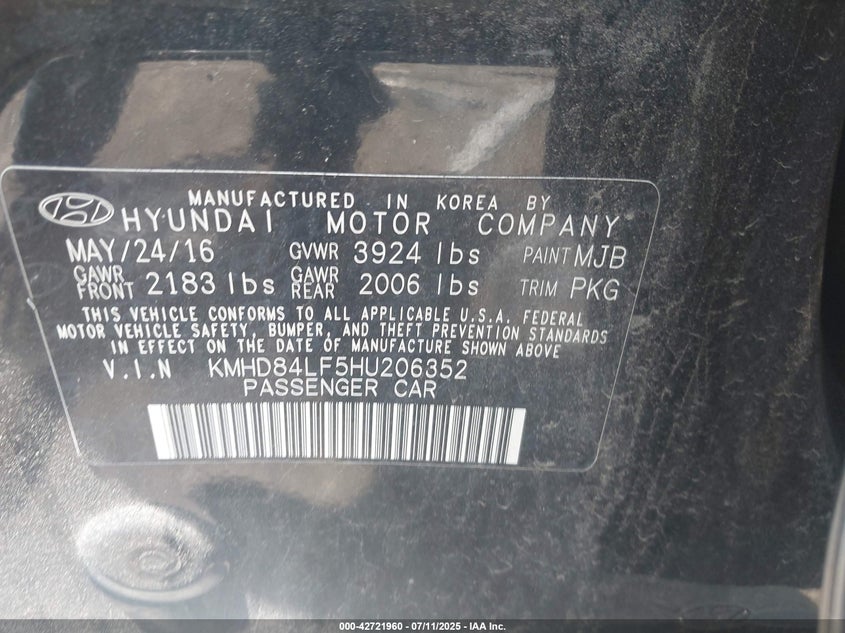 MANUFACTURED IN KOREA BY
HYUNDAI MOTOR COMPANY
MAY/24/16 GVWR 3924 lbs PAINT MJB
GAWR FRONT 2183 lbs GAWR REAR 2006 lbs TRIM PKG
THIS VEHICLE CONFORMS TO ALL APPLICABLE U.S.A. FEDERAL
MOTOR VEHICLE SAFETY, BUMPER, AND THEFT PREVENTION STANDARDS
IN EFFECT ON THE DATE OF MANUFACTURE SHOWN ABOVE
V.I.N KMHD84LF5HU206352
PASSENGER CAR
000-42721960 - 07/11/2025 - IAA Inc.